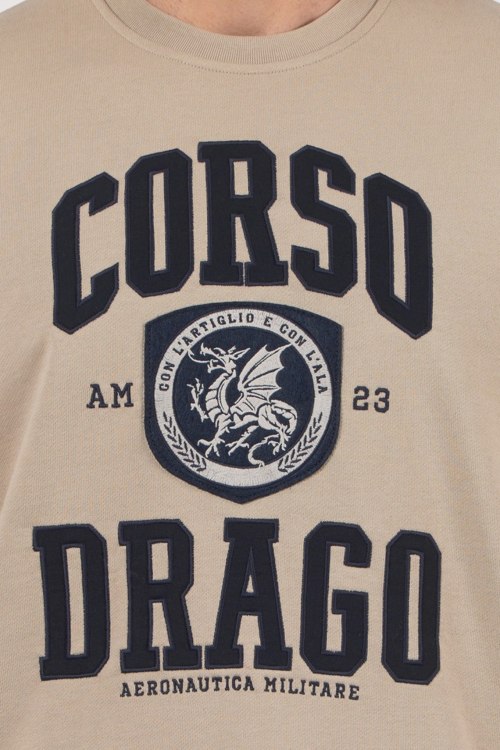 CORSO
CON L'ARTIGLIO E CON L'ALA
AM 23
DRAGO
AERONAUTICA MILITARE